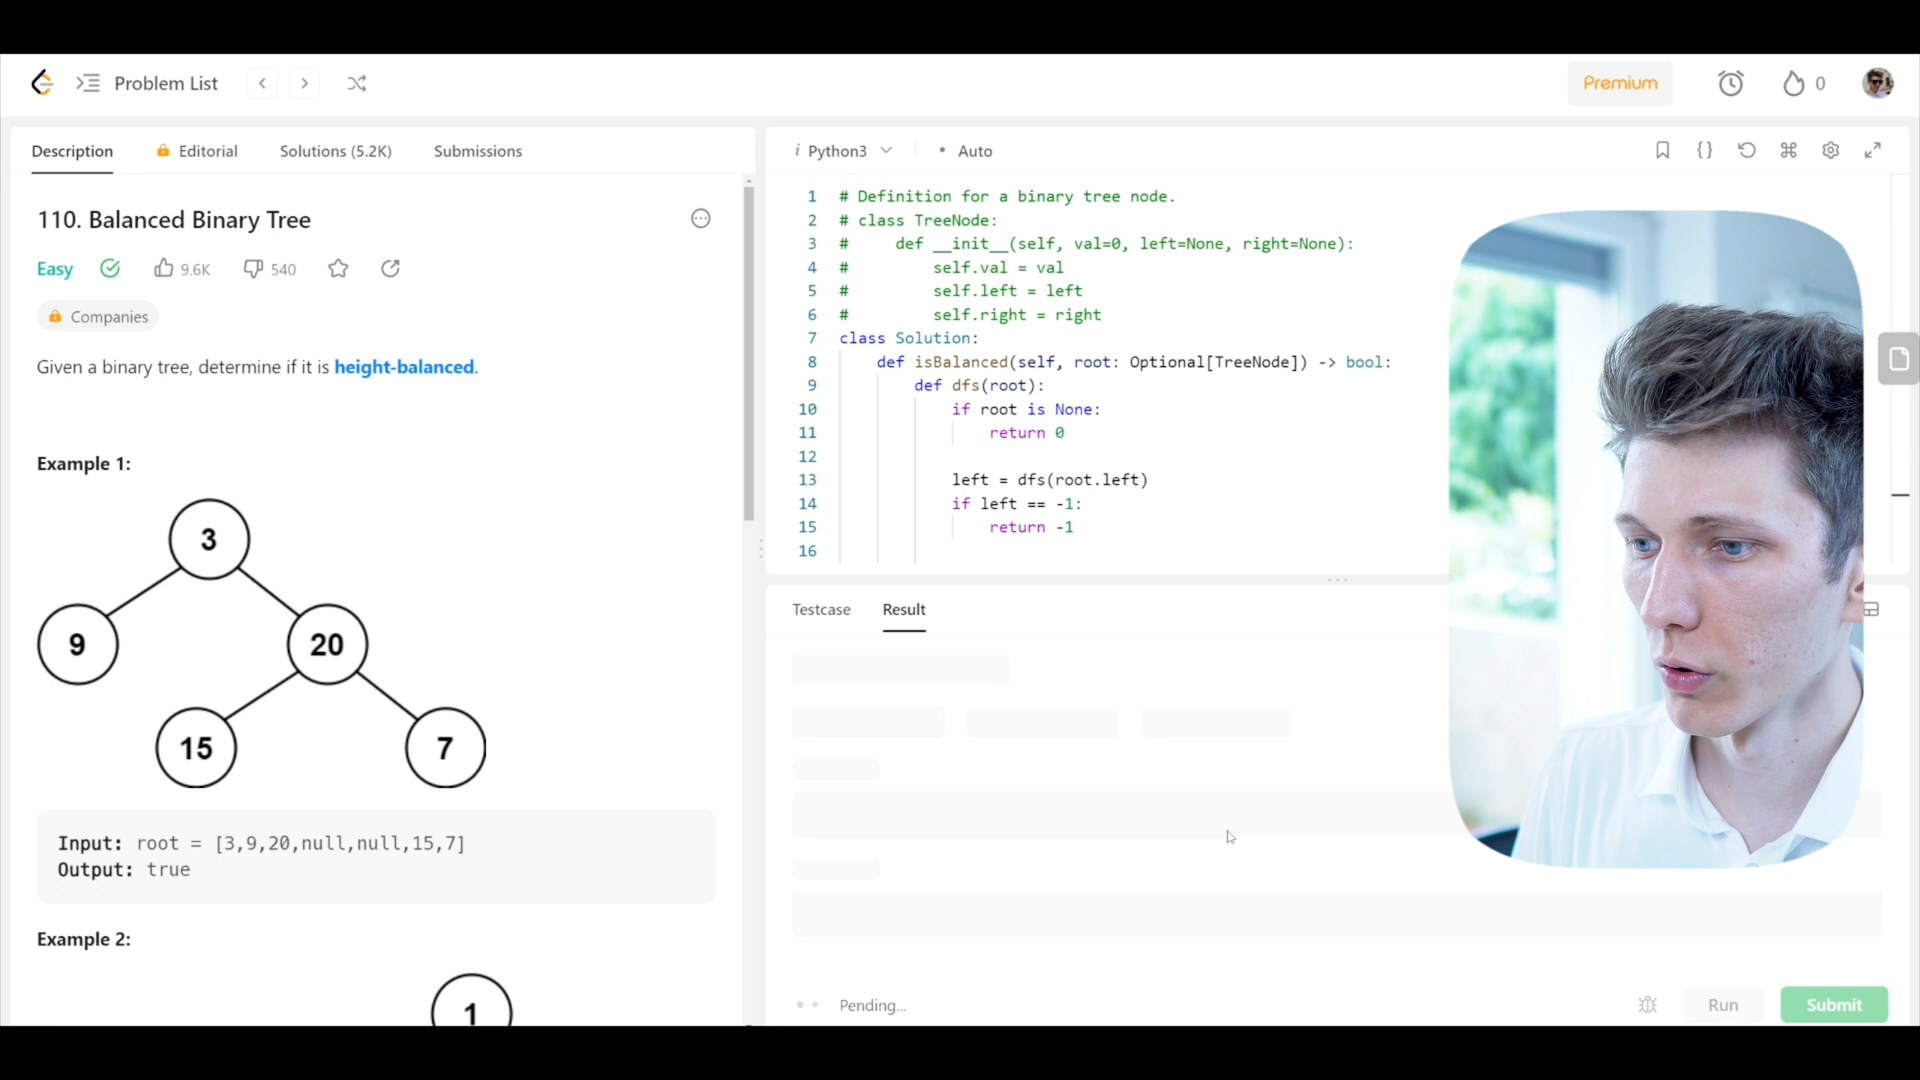 Problem List
Premium
0
Description
Editorial
Solutions (5.2K)
Submissions
110. Balanced Binary Tree
Easy
9.6K
540
Companies
Given a binary tree, determine if it is height-balanced.
Example 1:
3
9
20
15
7
Input: root = [3,9,20,null,null,15,7]
Output: true
Example 2:
1
i Python3
• Auto
1 # Definition for a binary tree node.
2 # class TreeNode:
3 #     def __init__(self, val=0, left=None, right=None):
4 #         self.val = val
5 #         self.left = left
6 #         self.right = right
7 class Solution:
8     def isBalanced(self, root: Optional[TreeNode]) -> bool:
9         def dfs(root):
10             if root is None:
11                 return 0
12
13             left = dfs(root.left)
14             if left == -1:
15                 return -1
16
Testcase
Result
Pending...
Run
Submit